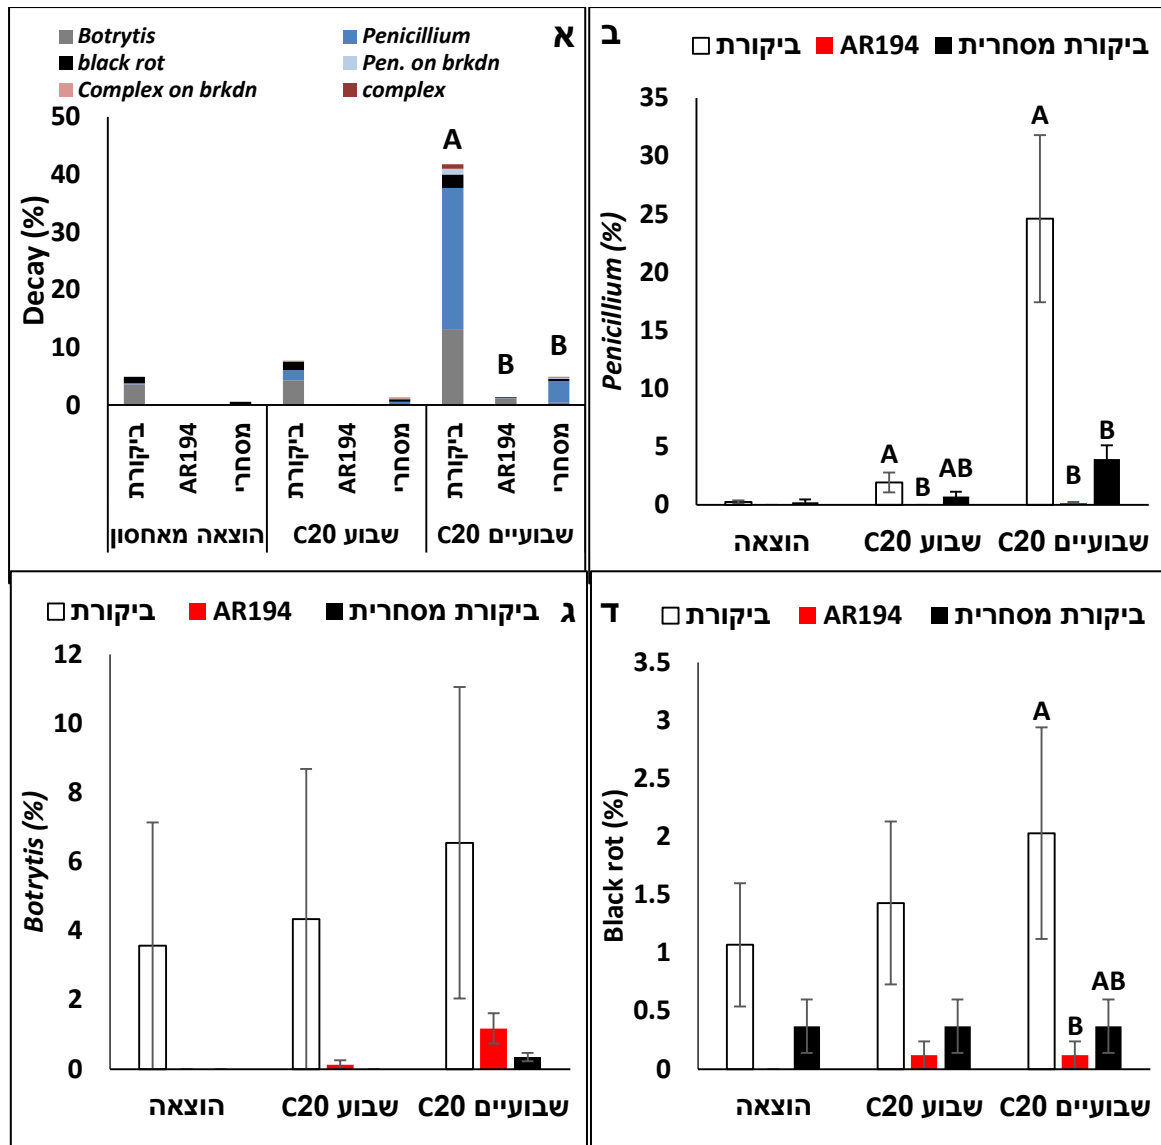 א
Botrytis
Penicillium
black rot
Pen. on brkdn
Complex on brkdn
complex
Decay (%)
50
40
30
20
10
0
A
B
B
ביקורת
AR194
מסחרי
ביקורת
AR194
מסחרי
ביקורת
AR194
מסחרי
הוצאה מאחסון
שבוע C20
שבועיים C20
ב
ביקורת
AR194
ביקורת מסחרית
Penicillium (%)
35
30
25
20
15
10
5
0
A
B
AB
A
B
B
הוצאה
שבוע C20
שבועיים C20
ג
ביקורת
AR194
ביקורת מסחרית
Botrytis (%)
12
10
8
6
4
2
0
הוצאה
שבוע C20
שבועיים C20
ד
ביקורת
AR194
ביקורת מסחרית
Black rot (%)
3.5
3
2.5
2
1.5
1
0.5
0
A
B
AB
הוצאה
שבוע C20
שבועיים C20